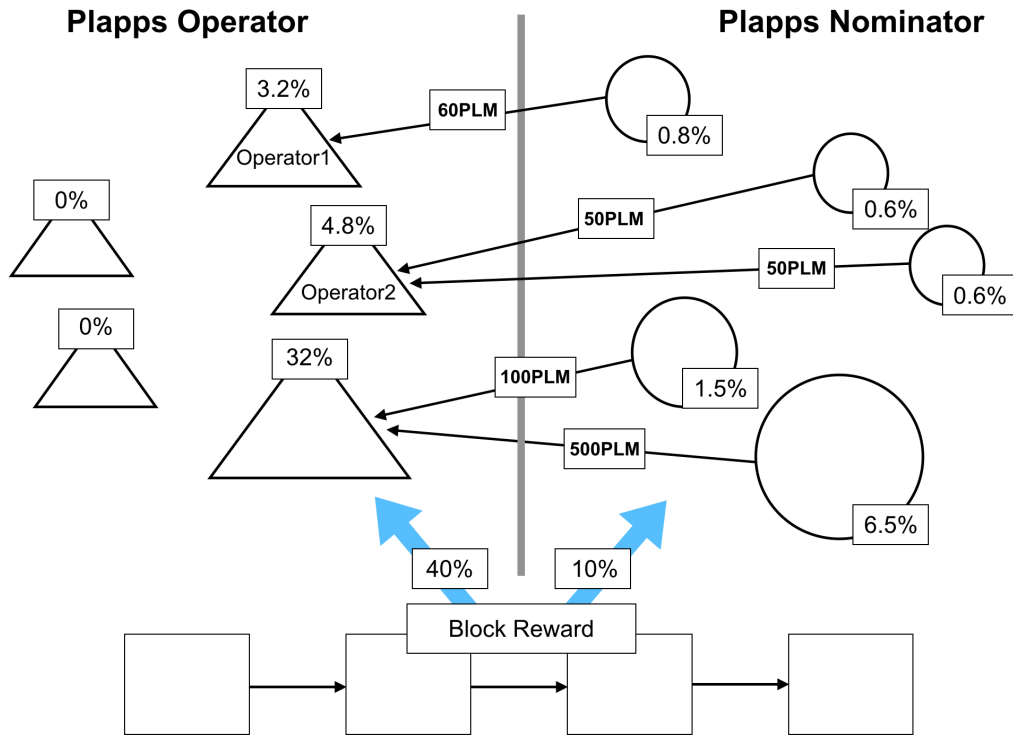 Plapps Operator
Plapps Nominator
3.2%
60PLM
0.8%
Operator1
0%
4.8%
50PLM
0.6%
Operator2
50PLM
0.6%
0%
32%
100PLM
1.5%
500PLM
6.5%
40%
10%
Block Reward